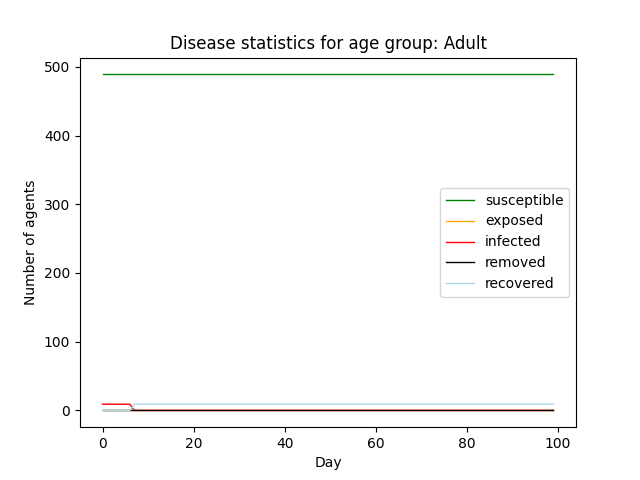 Disease statistics for age group: Adult
500
400
300
200
100
0
Number of agents
susceptible
exposed
infected
removed
recovered
0 20 40 60 80 100
Day